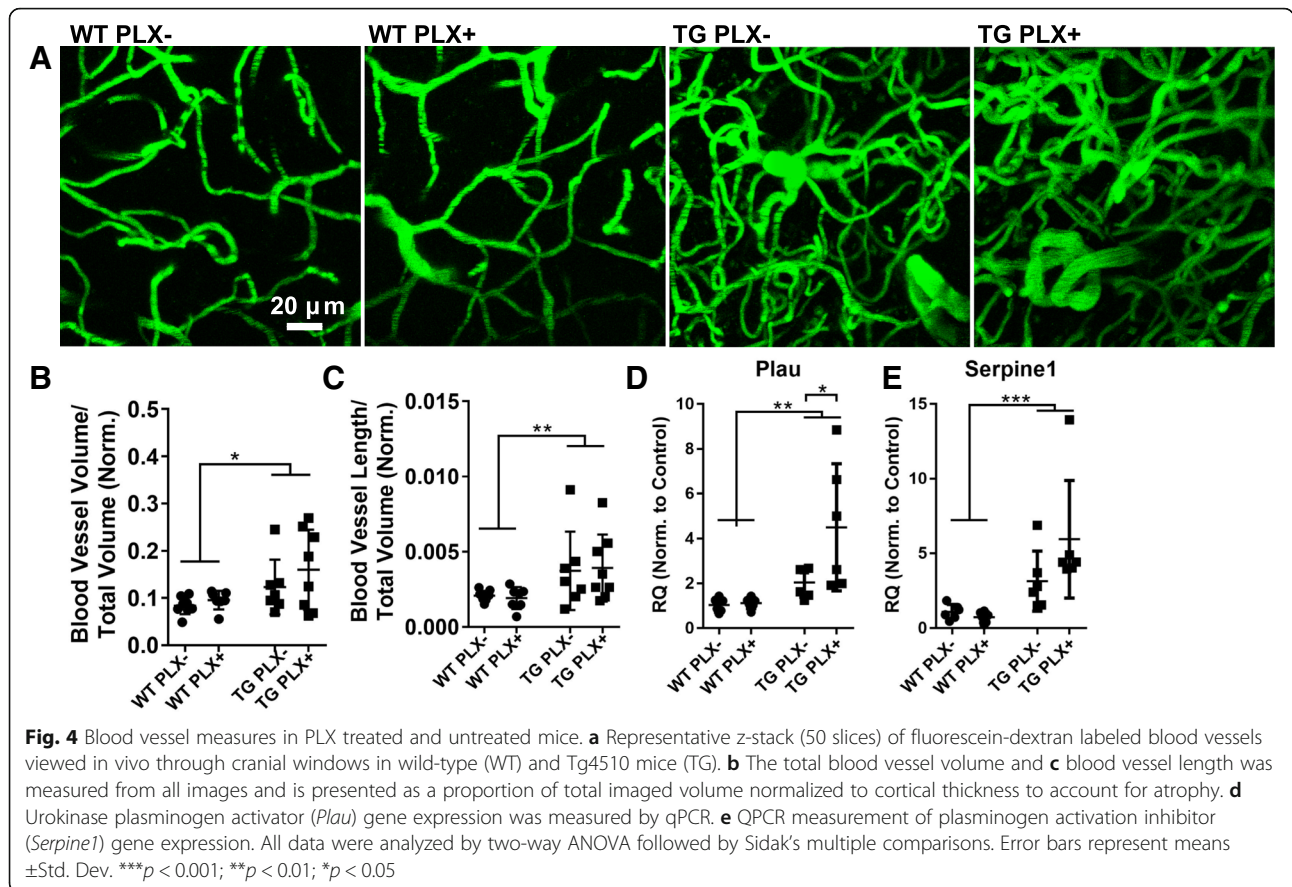 WT PLX- WT PLX+ TG PLX- TG PLX+
A
20 µm
B
Blood Vessel Volume/
Total Volume (Norm.)
0.5
0.4
0.3
0.2
0.1
0.0
*
WT PLX-
WT PLX+
TG PLX-
TG PLX+
C
Blood Vessel Length/
Total Volume (Norm.)
0.015
0.010
0.005
0.000
**
WT PLX-
WT PLX+
TG PLX-
TG PLX+
D
Plau
RQ (Norm. to Control)
10
8
6
4
2
0
**
*
WT PLX-
WT PLX+
TG PLX-
TG PLX+
E
Serpine1
RQ (Norm. to Control)
15
10
5
0
***
WT PLX-
WT PLX+
TG PLX-
TG PLX+
Fig. 4 Blood vessel measures in PLX treated and untreated mice. a Representative z-stack (50 slices) of fluorescein-dextran labeled blood vessels
viewed in vivo through cranial windows in wild-type (WT) and Tg4510 mice (TG). b The total blood vessel volume and c blood vessel length was
measured from all images and is presented as a proportion of total imaged volume normalized to cortical thickness to account for atrophy. d
Urokinase plasminogen activator (Plau) gene expression was measured by qPCR. e QPCR measurement of plasminogen activation inhibitor
(Serpine1) gene expression. All data were analyzed by two-way ANOVA followed by Sidak's multiple comparisons. Error bars represent means
±Std. Dev. ***p < 0.001; **p < 0.01; *p < 0.05